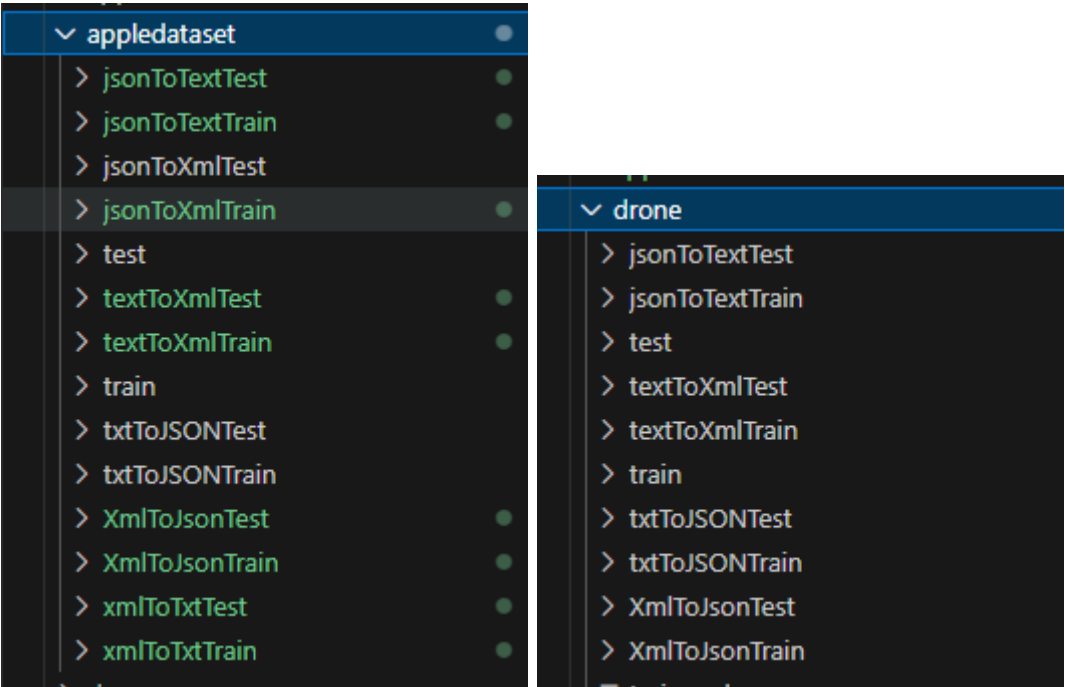 appledataset
jsonToTextTest
jsonToTextTrain
jsonToXmlTest
jsonToXmlTrain
test
textToXmlTest
textToXmlTrain
train
txtToJSONTest
txtToJSONTrain
XmlToJsonTest
XmlToJsonTrain
xmlToTxtTest
xmlToTxtTrain
drone
jsonToTextTest
jsonToTextTrain
test
textToXmlTest
textToXmlTrain
train
txtToJSONTest
txtToJSONTrain
XmlToJsonTest
XmlToJsonTrain